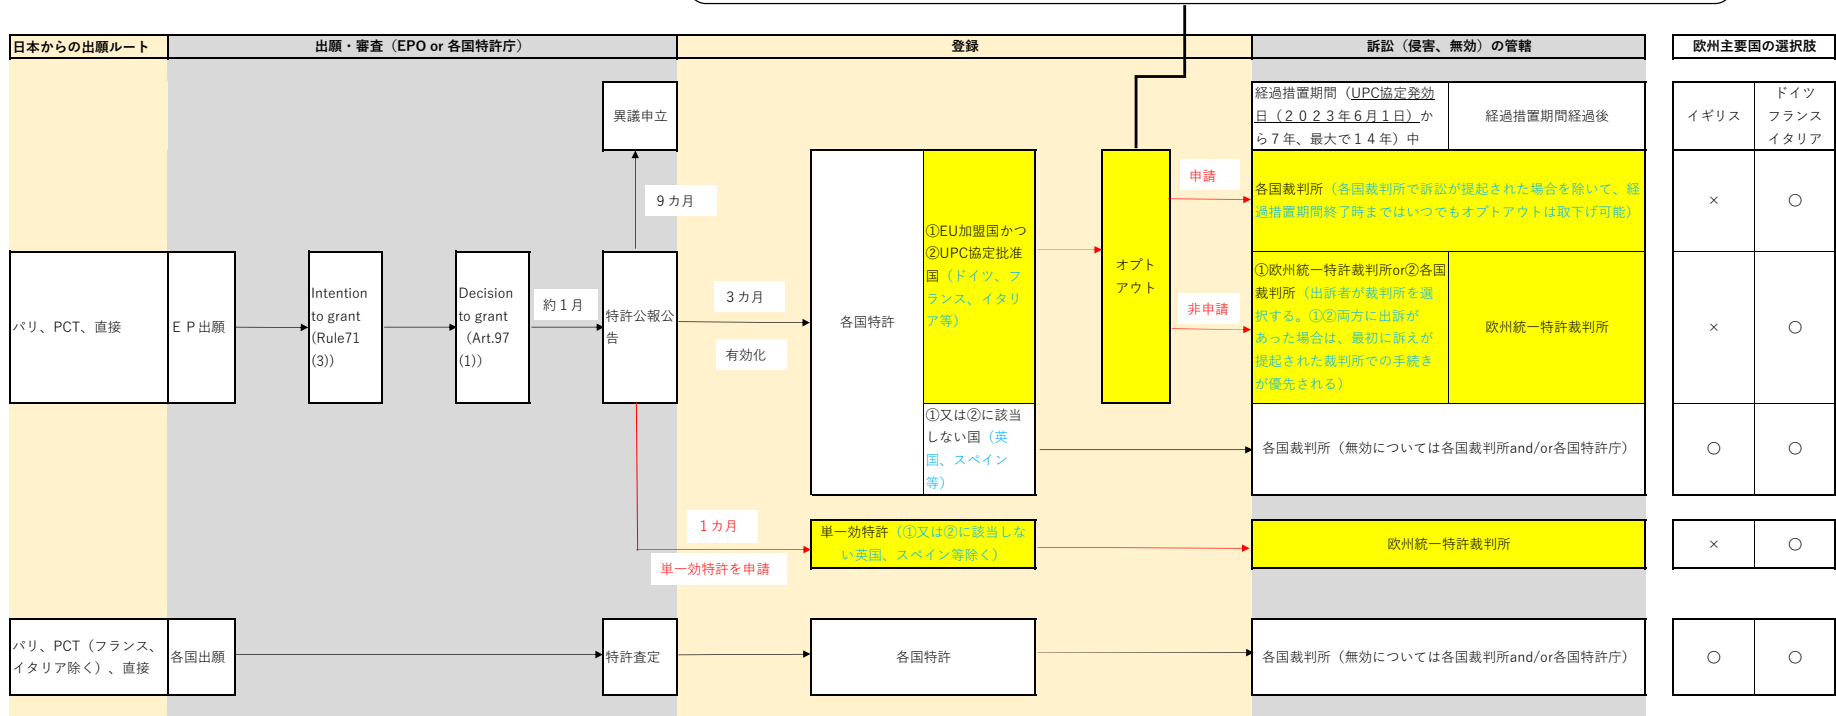 日本からの出願ルート
出願・審査（EPO or 各国特許庁）
登録
訴訟（侵害、無効）の管轄
欧州主要国の選択肢
異議申立
経過措置期間（UPC協定発効
日（２０２３年６月１日）か
ら７年、最大で１４年）中
経過措置期間経過後
イギリス
ドイツ
フランス
イタリア
９カ月
申請
各国裁判所（各国裁判所で訴訟が提起された場合を除いて、経
過措置期間終了時まではいつでもオプトアウトは取下げ可能）
×
○
パリ、PCT、直接
ＥＰ出願
Intention
to grant
(Rule71
(3))
Decision
to grant
（Art.97
(1)）
約１月
特許公報公
告
３カ月
有効化
各国特許
①EU加盟国かつ
②UPC協定批准
国（ドイツ、フ
ランス、イタリ
ア等）
オプト
アウト
非申請
①欧州統一特許裁判所or②各国
裁判所（出訴者が裁判所を選
択する。①②両方に出訴が
あった場合は、最初に訴えが
提起された裁判所での手続き
が優先される）
欧州統一特許裁判所
×
○
①又は②に該当
しない国（英
国、スペイン
等）
各国裁判所（無効については各国裁判所and/or各国特許庁）
○
○
１カ月
単一効特許を申請
単一効特許（①又は②に該当しな
い英国、スペイン等除く）
欧州統一特許裁判所
×
○
パリ、PCT（フランス、
イタリア除く）、直接
各国出願
特許査定
各国特許
各国裁判所（無効については各国裁判所and/or各国特許庁）
○
○